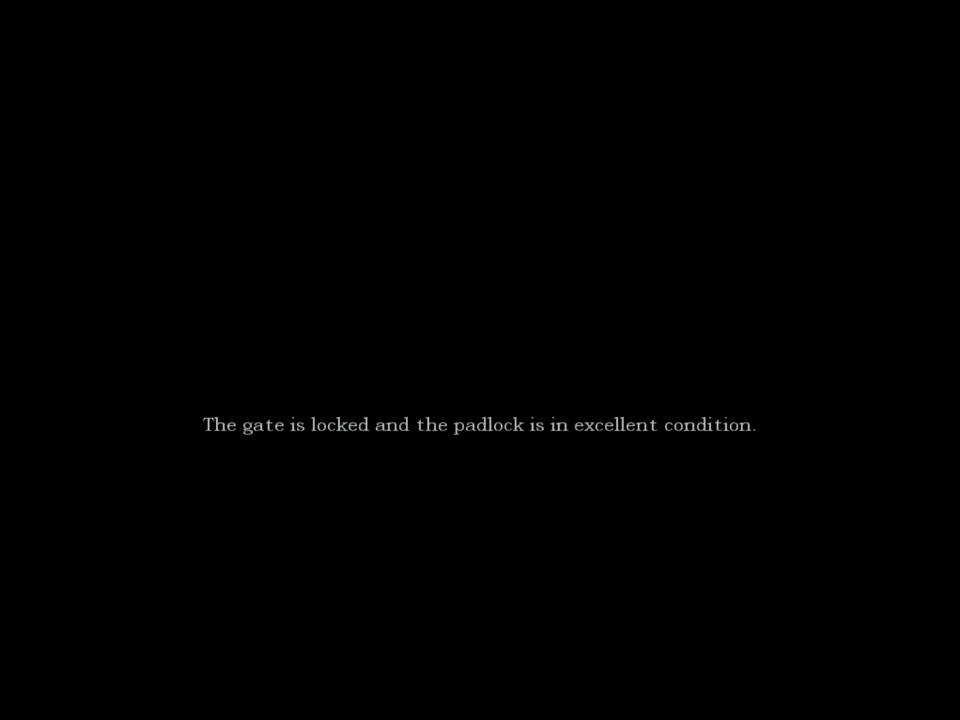 The gate is locked and the padlock is in excellent condition.